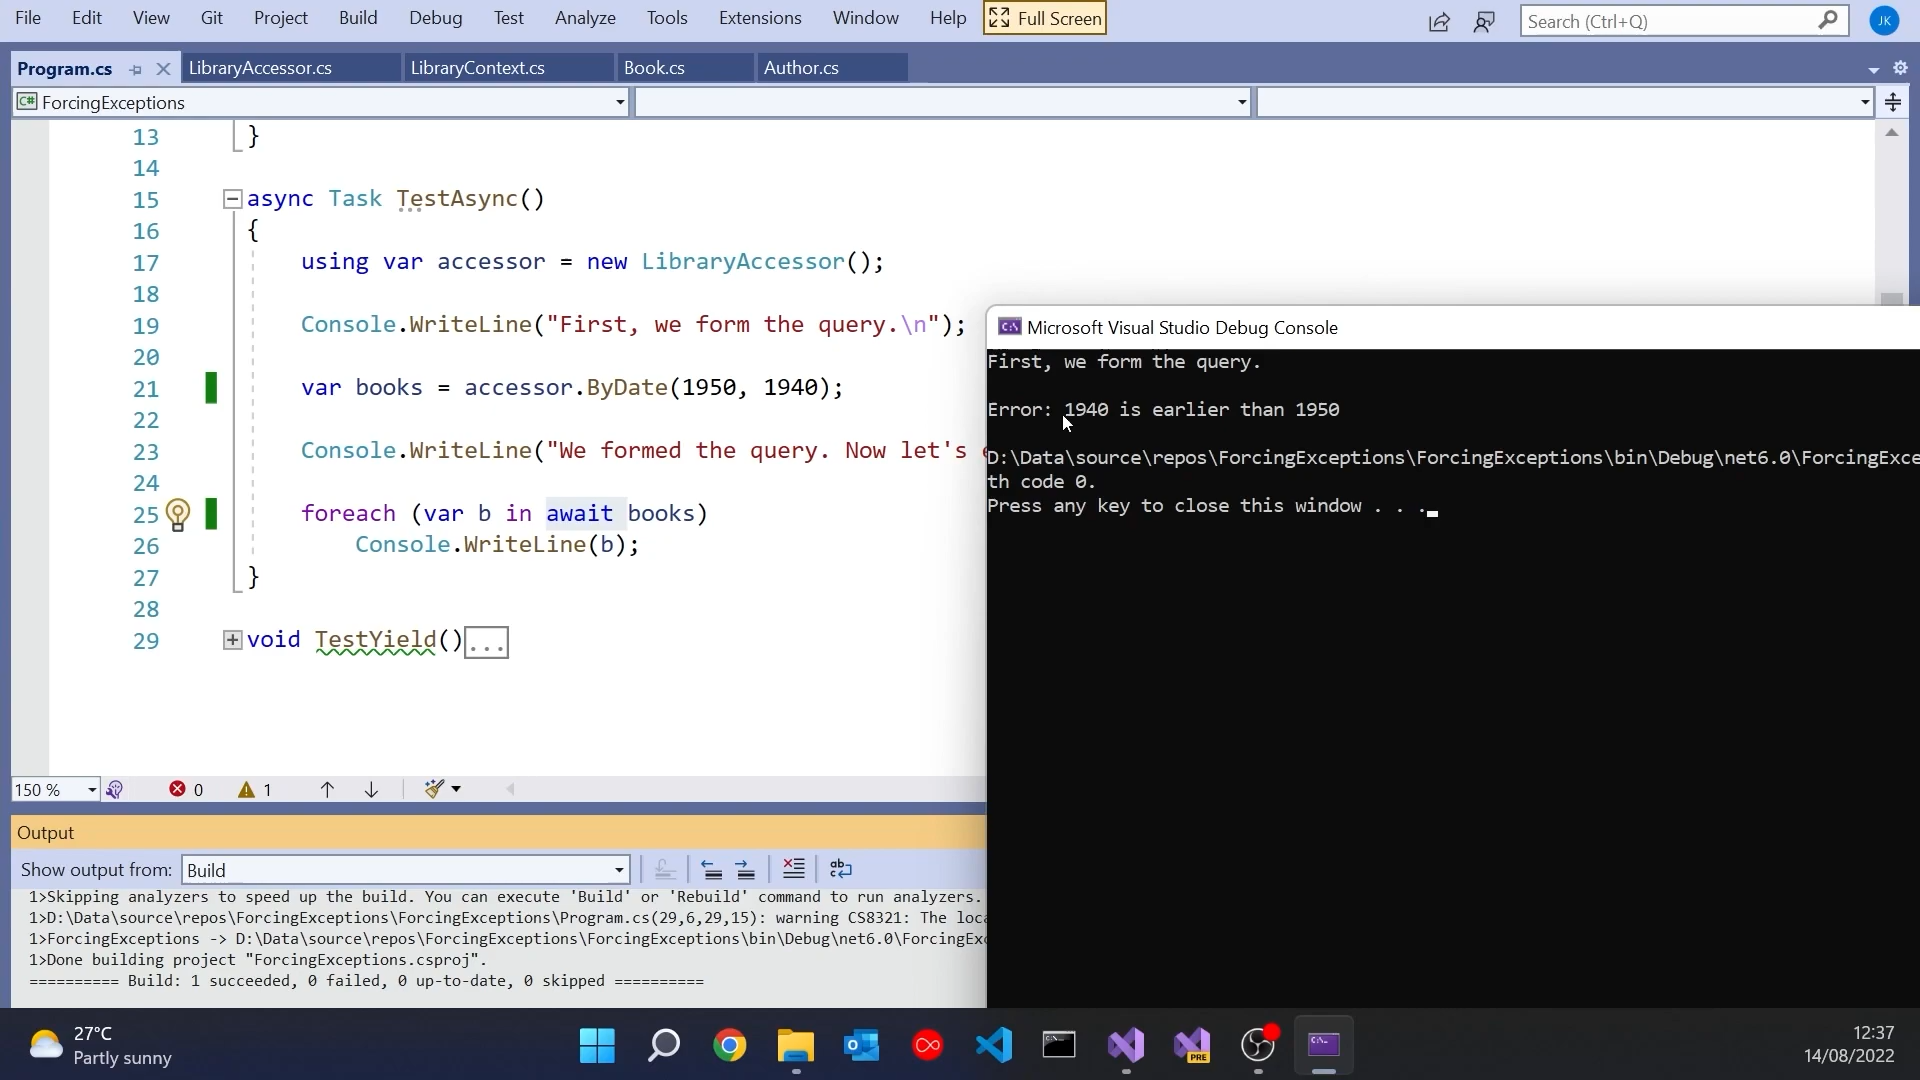 File Edit View Git Project Build Debug Test Analyze Tools Extensions Window Help Full Screen Search (Ctrl+Q) JK
Program.cs LibraryAccessor.cs LibraryContext.cs Book.cs Author.cs
C# ForcingExceptions
13 }
14
15 async Task TestAsync()
16 {
17 using var accessor = new LibraryAccessor();
18
19 Console.WriteLine("First, we form the query.\n");
20
21 var books = accessor.ByDate(1950, 1940);
22
23 Console.WriteLine("We formed the query. Now let's
24
25 foreach (var b in await books)
26 Console.WriteLine(b);
27 }
28
29 void TestYield()...
Microsoft Visual Studio Debug Console
First, we form the query.
Error: 1940 is earlier than 1950
D:\Data\source\repos\ForcingExceptions\ForcingExceptions\bin\Debug\net6.0\ForcingExce
th code 0.
Press any key to close this window . . .
150 % 0 1
Output
Show output from: Build
1>Skipping analyzers to speed up the build. You can execute 'Build' or 'Rebuild' command to run analyzers.
1>D:\Data\source\repos\ForcingExceptions\ForcingExceptions\Program.cs(29,6,29,15): warning CS8321: The loca
1>ForcingExceptions -> D:\Data\source\repos\ForcingExceptions\ForcingExceptions\bin\Debug\net6.0\ForcingExc
1>Done building project "ForcingExceptions.csproj".
========== Build: 1 succeeded, 0 failed, 0 up-to-date, 0 skipped ==========
27°C
Partly sunny
PRE
12:37
14/08/2022